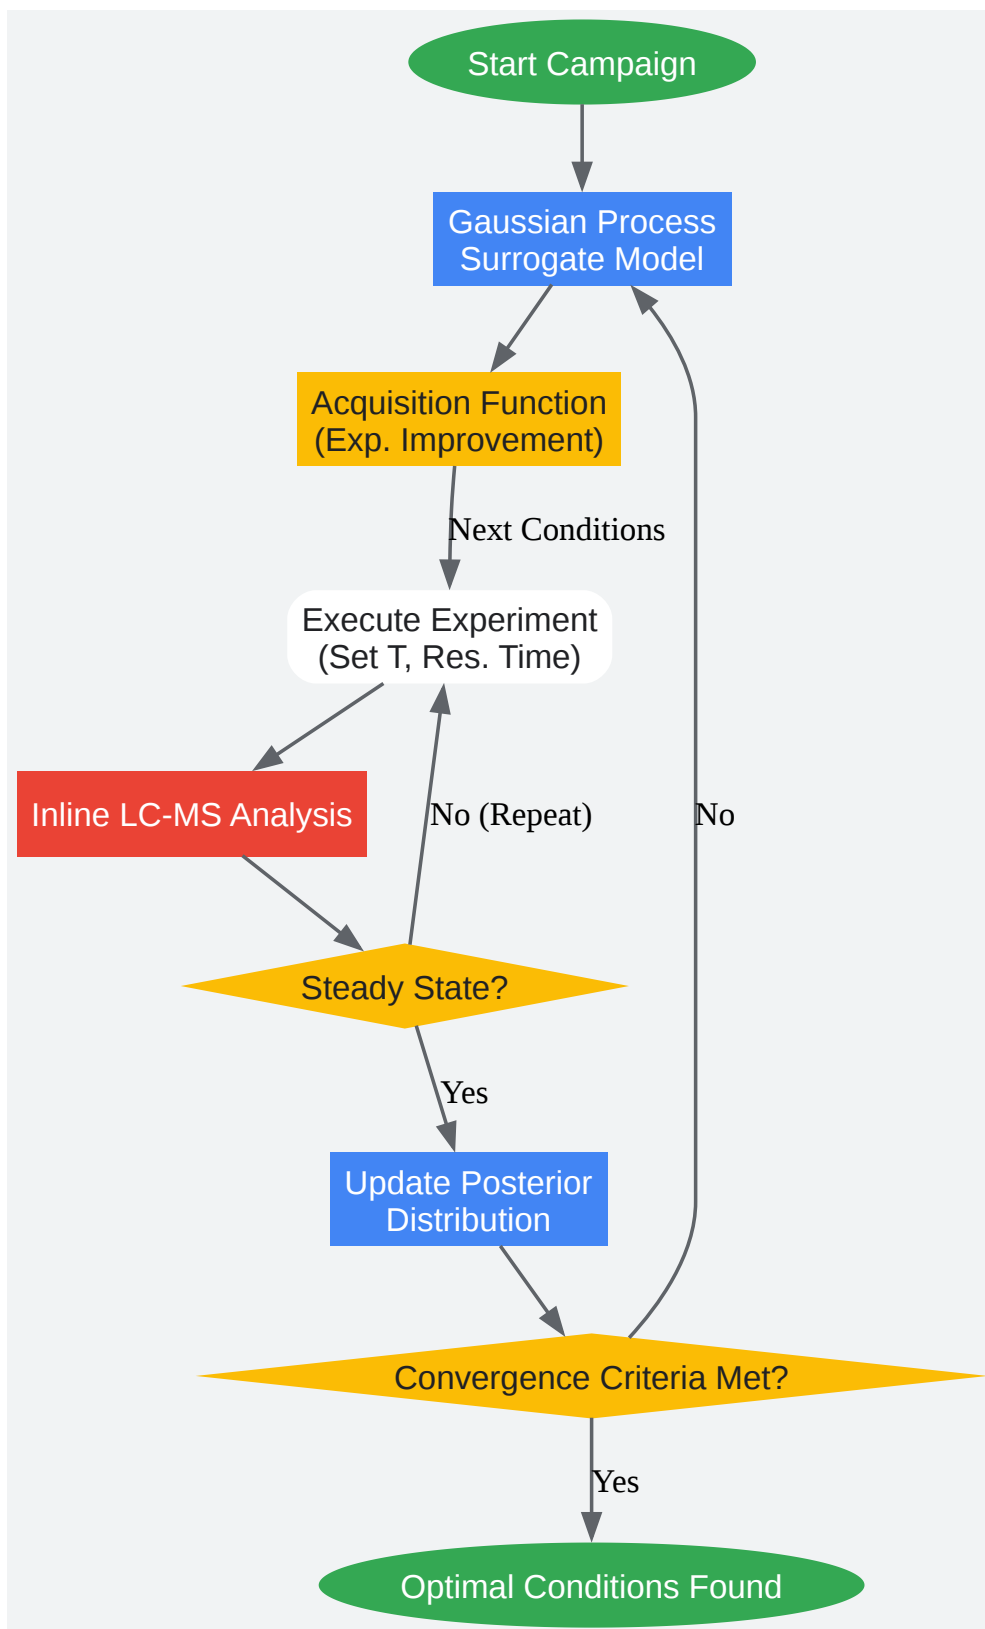 Start Campaign
Gaussian Process
Surrogate Model
Acquisition Function
(Exp. Improvement)
Next Conditions
Execute Experiment
(Set T, Res. Time)
Inline LC-MS Analysis
No (Repeat)
No
Steady State?
Yes
Update Posterior
Distribution
Convergence Criteria Met?
Yes
Optimal Conditions Found